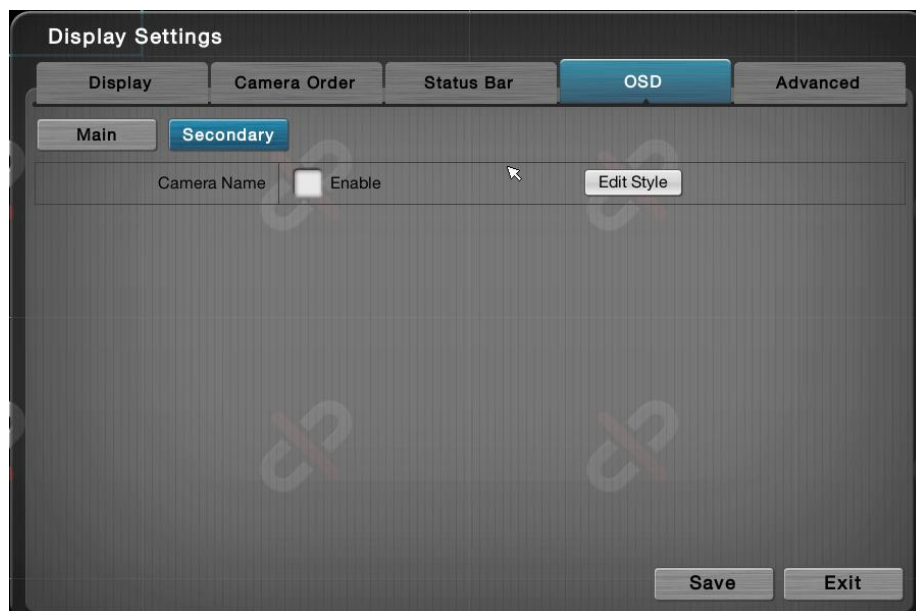 Display Settings
Display Camera Order Status Bar OSD Advanced
Main Secondary
Camera Name Enable Edit Style
Save Exit